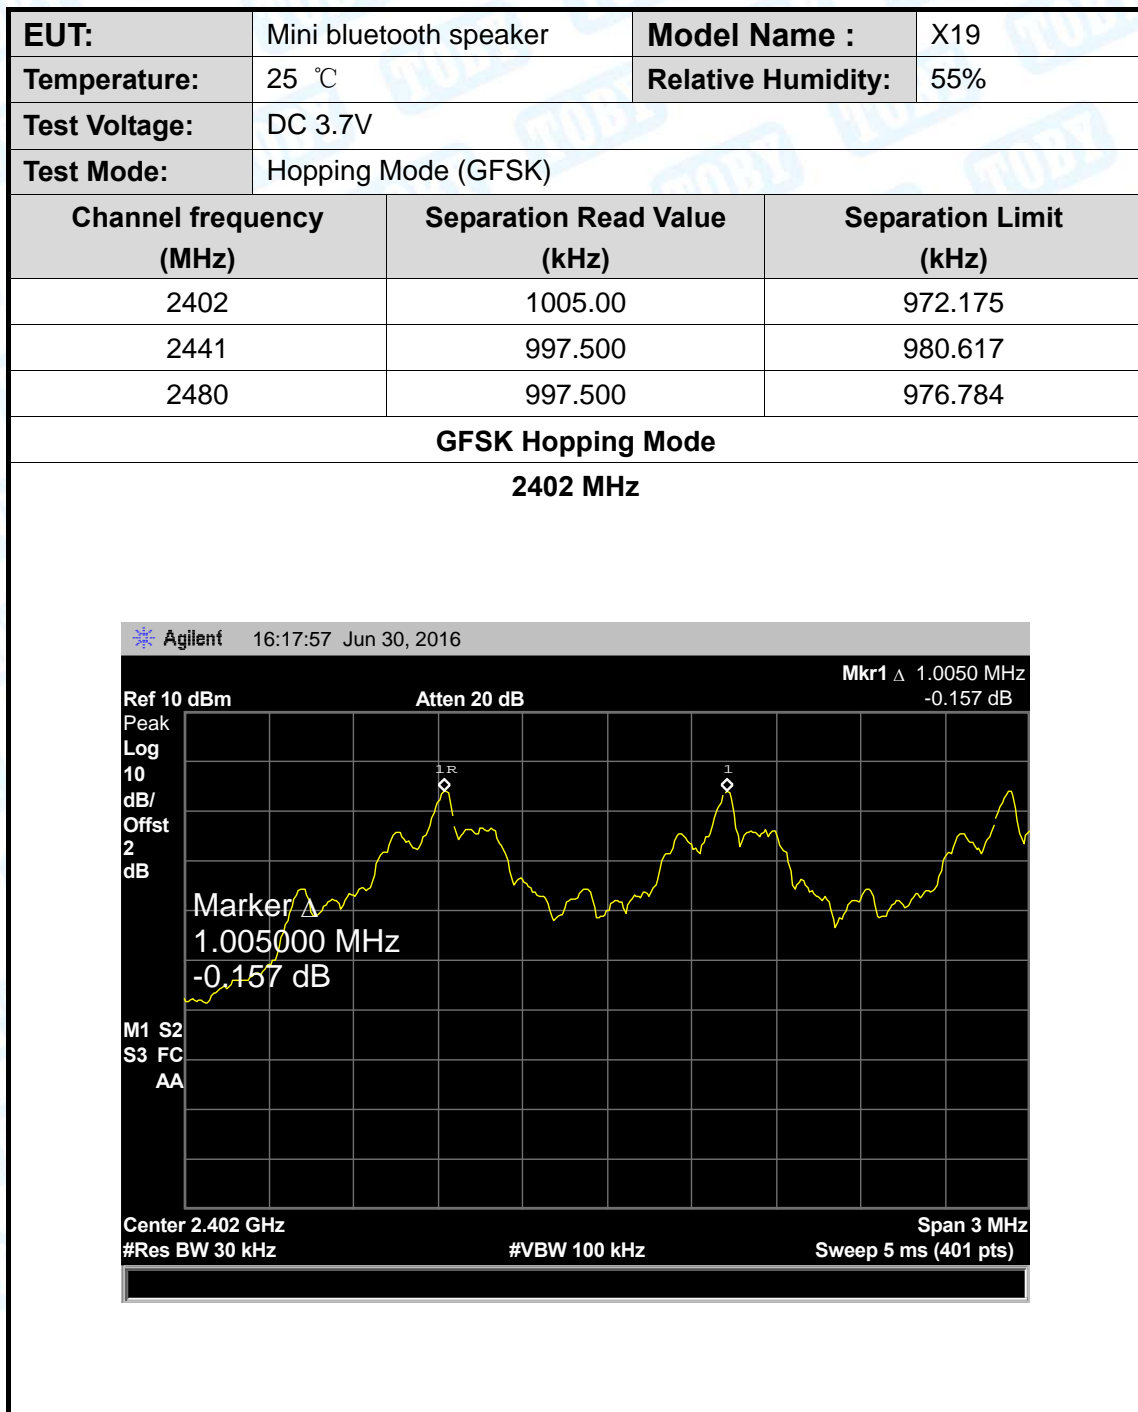 EUT: Mini bluetooth speaker Model Name : X19
Temperature: 25 ℃ Relative Humidity: 55%
Test Voltage: DC 3.7V
Test Mode: Hopping Mode (GFSK)
Channel frequency (MHz) Separation Read Value (kHz) Separation Limit (kHz)
2402 1005.00 972.175
2441 997.500 980.617
2480 997.500 976.784
GFSK Hopping Mode
2402 MHz
Agilent 16:17:57 Jun 30, 2016
Mkr1 Δ 1.0050 MHz
Ref 10 dBm Atten 20 dB -0.157 dB
Peak
Log
10
dB/
Offst
2
dB
1R 1
Marker Δ
1.005000 MHz
-0.157 dB
M1 S2
S3 FC
AA
Center 2.402 GHz Span 3 MHz
#Res BW 30 kHz #VBW 100 kHz Sweep 5 ms (401 pts)
TOBY